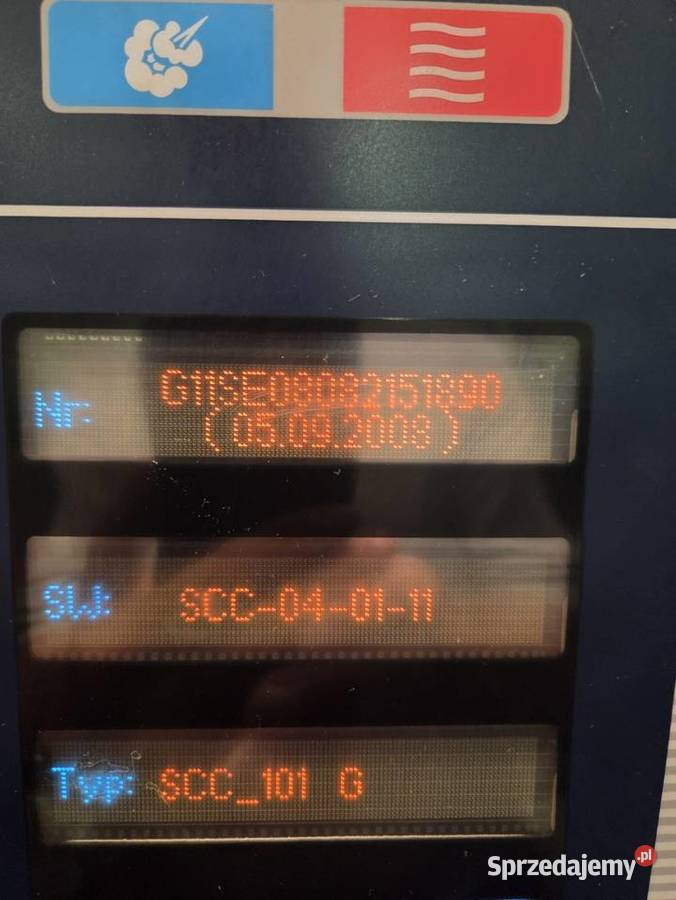 Nr: G11SE08082151890
( 05.09.2008 )
SW: SCC-04-01-11
Typ: SCC_101 G
Sprzedajemy.pl